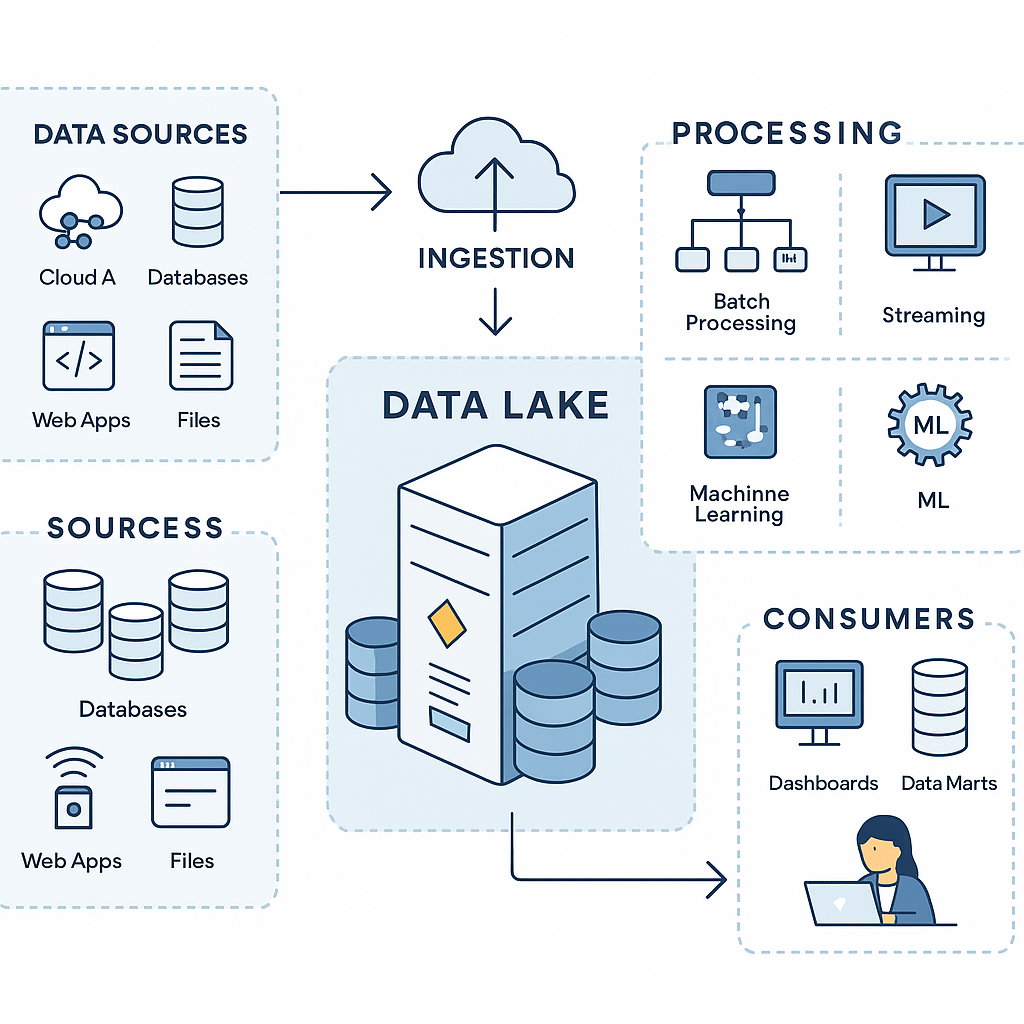 DATA SOURCES
Cloud A
Databases
Web Apps
Files
INGESTION
PROCESSING
Batch
Processing
Streaming
Machinne
Learning
ML
ML
DATA LAKE
SOURCESS
Databases
Web Apps
Files
CONSUMERS
Dashboards
Data Marts